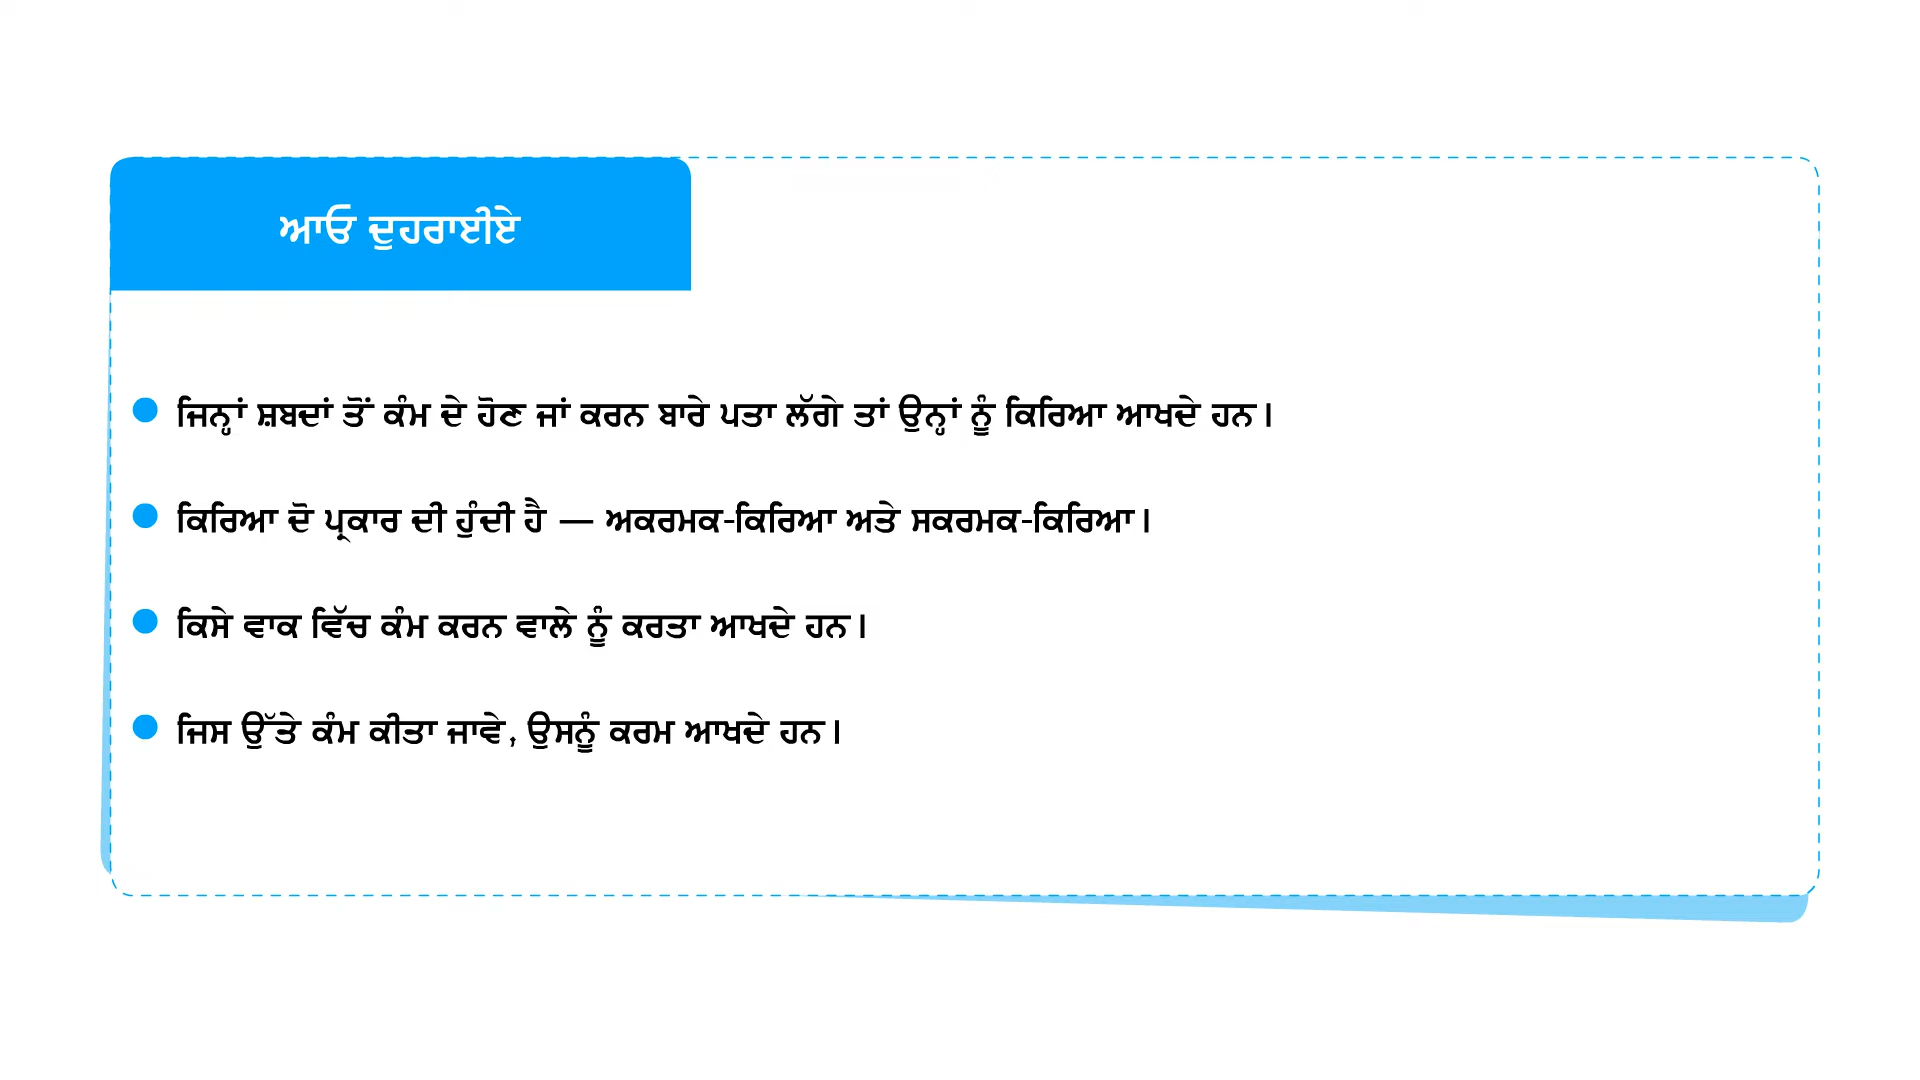 ਆਓ ਦੁਹਰਾਈਏ
ਜਿਨ੍ਹਾਂ ਸ਼ਬਦਾਂ ਤੋਂ ਕੰਮ ਦੇ ਹੋਣ ਜਾਂ ਕਰਨ ਬਾਰੇ ਪਤਾ ਲੱਗੇ ਤਾਂ ਉਨ੍ਹਾਂ ਨੂੰ ਕਿਰਿਆ ਆਖਦੇ ਹਨ।
ਕਿਰਿਆ ਦੋ ਪ੍ਰਕਾਰ ਦੀ ਹੁੰਦੀ ਹੈ — ਅਕਰਮਕ-ਕਿਰਿਆ ਅਤੇ ਸਕਰਮਕ-ਕਿਰਿਆ।
ਕਿਸੇ ਵਾਕ ਵਿੱਚ ਕੰਮ ਕਰਨ ਵਾਲੇ ਨੂੰ ਕਰਤਾ ਆਖਦੇ ਹਨ।
ਜਿਸ ਉੱਤੇ ਕੰਮ ਕੀਤਾ ਜਾਵੇ, ਉਸਨੂੰ ਕਰਮ ਆਖਦੇ ਹਨ।